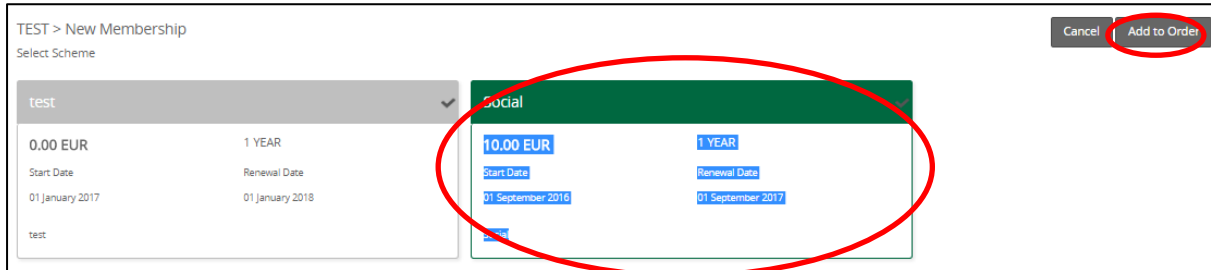 TEST > New Membership
Cancel
Add to Order
Select Scheme
test
0.00 EUR
1 YEAR
Start Date
Renewal Date
01 January 2017
01 January 2018
test
Social
10.00 EUR
1 YEAR
Start Date
Renewal Date
01 September 2016
01 September 2017
Social